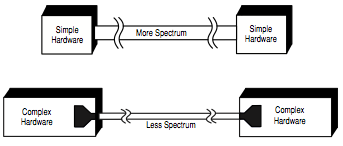 Simple
Hardware
More Spectrum
Simple
Hardware
Complex
Hardware
Less Spectrum
Complex
Hardware